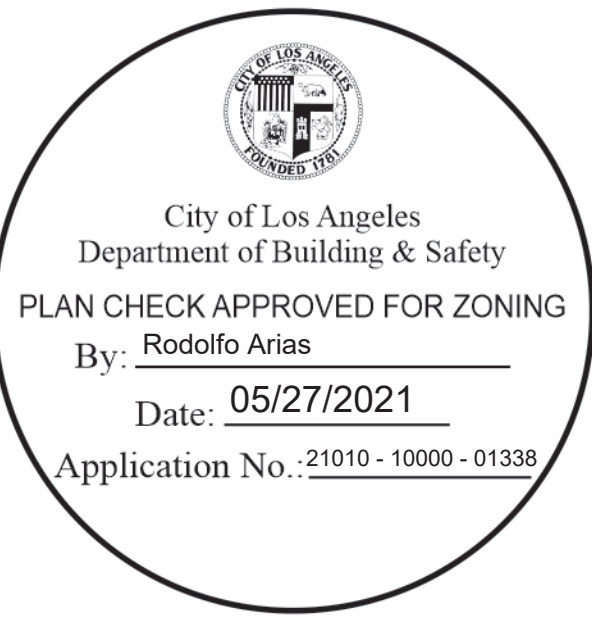 CITY OF LOS ANGELES
FOUNDED 1781
City of Los Angeles
Department of Building & Safety
PLAN CHECK APPROVED FOR ZONING
By: Rodolfo Arias
Date: 05/27/2021
Application No.: 21010 - 10000 - 01338